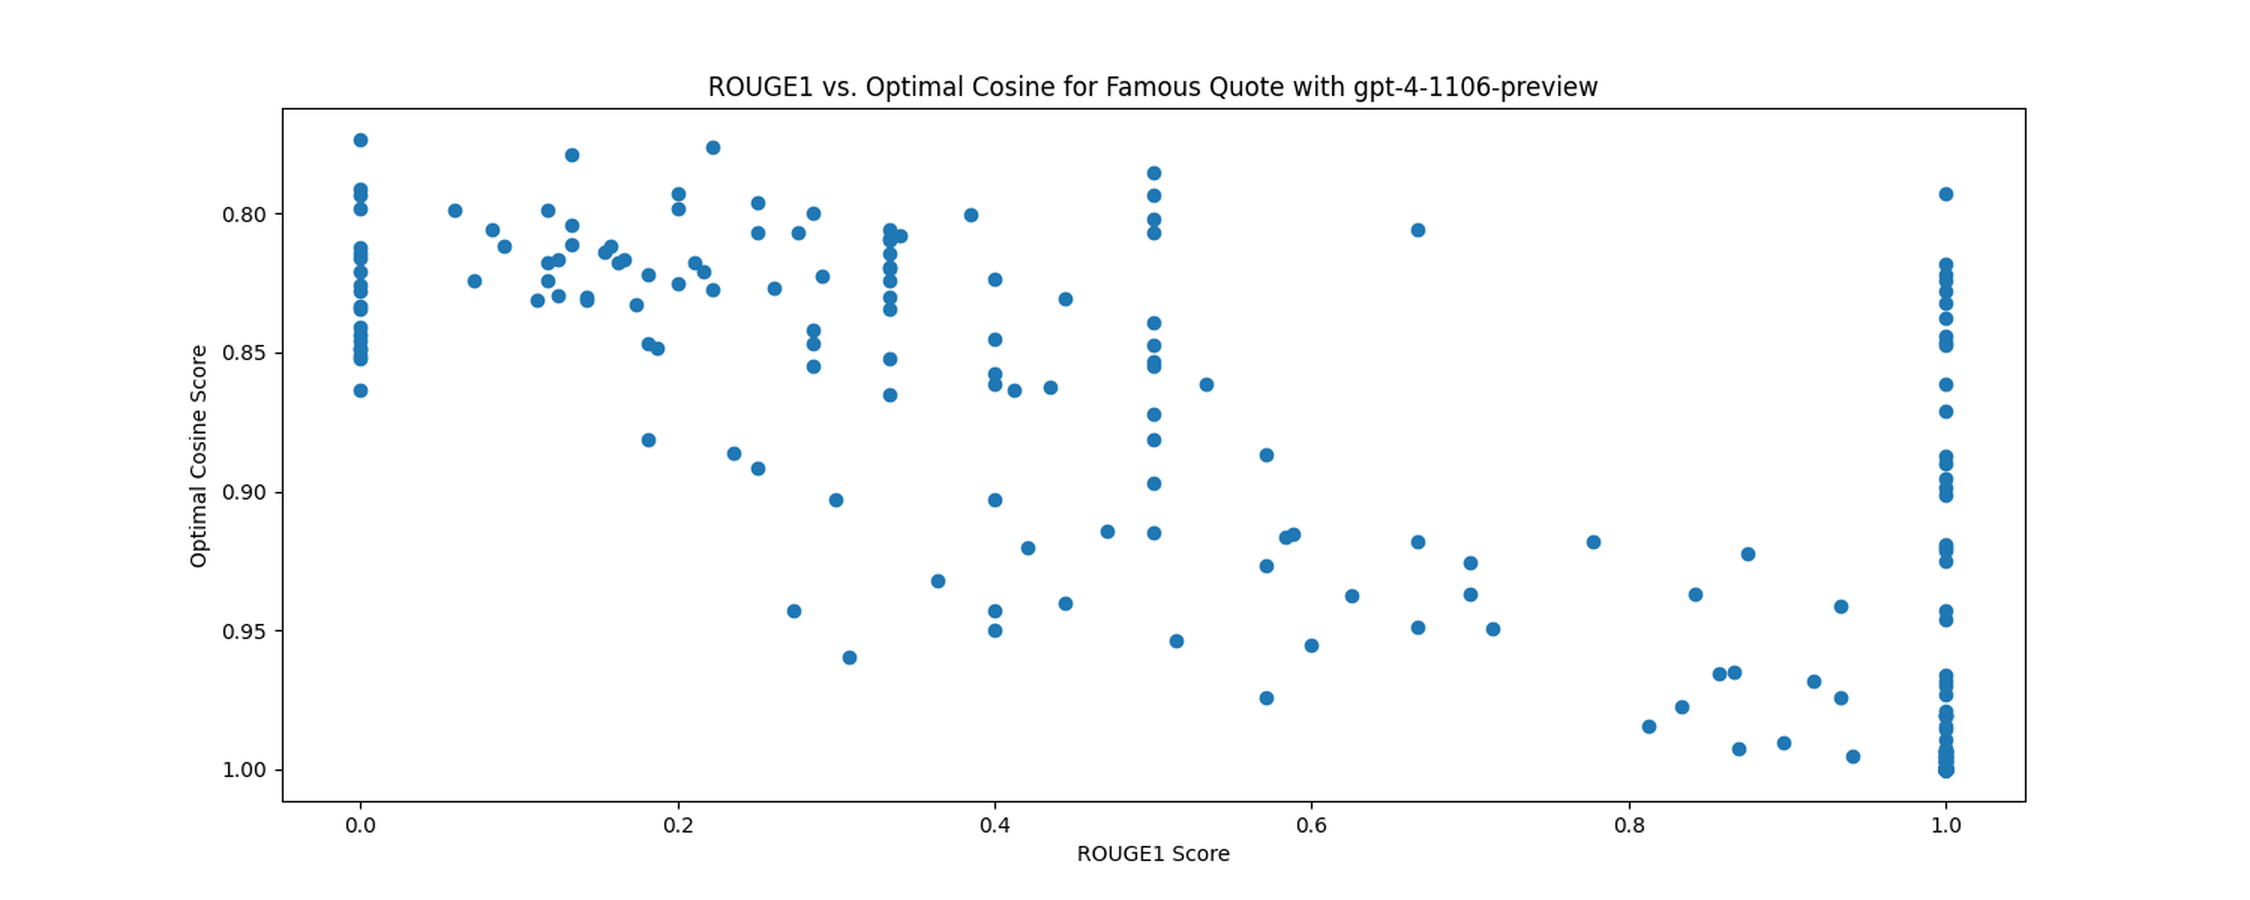 ROUGE1 vs. Optimal Cosine for Famous Quote with gpt-4-1106-preview
Optimal Cosine Score
0.80
0.85
0.90
0.95
1.00
0.0 0.2 0.4 0.6 0.8 1.0
ROUGE1 Score